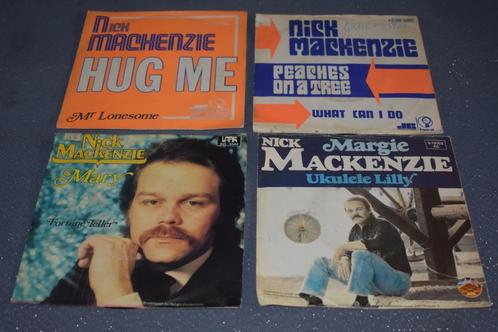 Nick
MACKENZIE
HUG ME
Mr Lonesome
Nick
MACKENZIE
PEACHES
ON A TREE
WHAT CAN I DO
Nick
MACKENZIE
Mary
Fortune Teller
Margie
NICK MACKENZIE
Ukulele Lilly